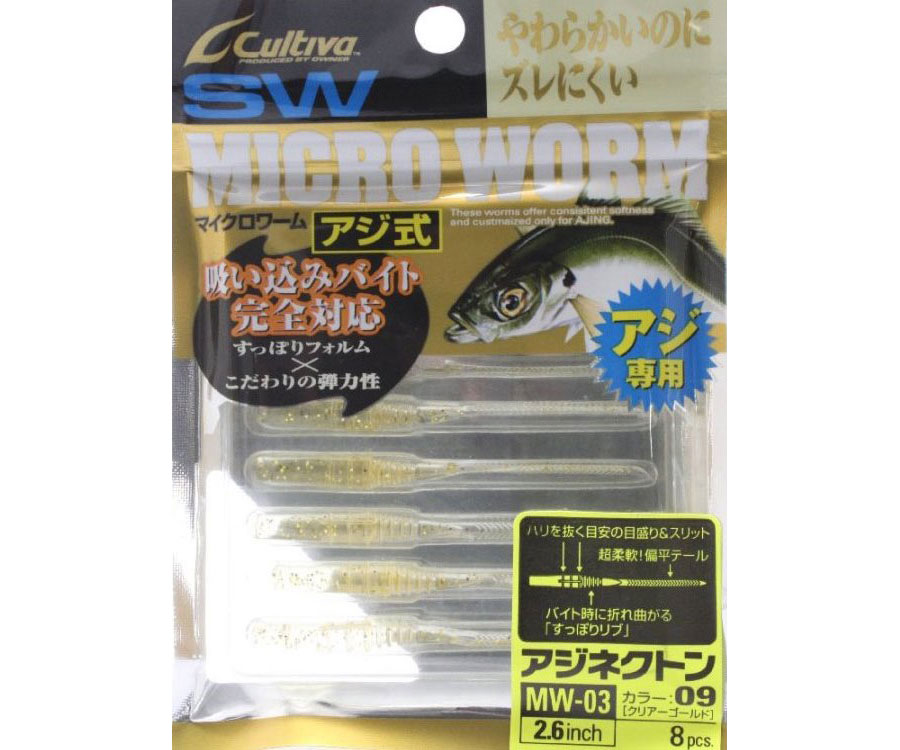 Cultiva™
PRODUCED BY OWNER
SW
やわらかいのに
ズレにくい
MICRO WORM
マイクロワーム
アジ式
These worms offer consisitent softness
and custmaized only for AJING.
吸い込みバイト
完全対応
すっぽりフォルム
×
こだわりの弾力性
アジ
専用
ハリを抜く目安の目盛り&スリット
超柔軟!偏平テール
バイト時に折れ曲がる
「すっぽりリブ」
アジネクトン
MW-03 カラー:09
[クリアーゴールド]
2.6inch 8pcs.